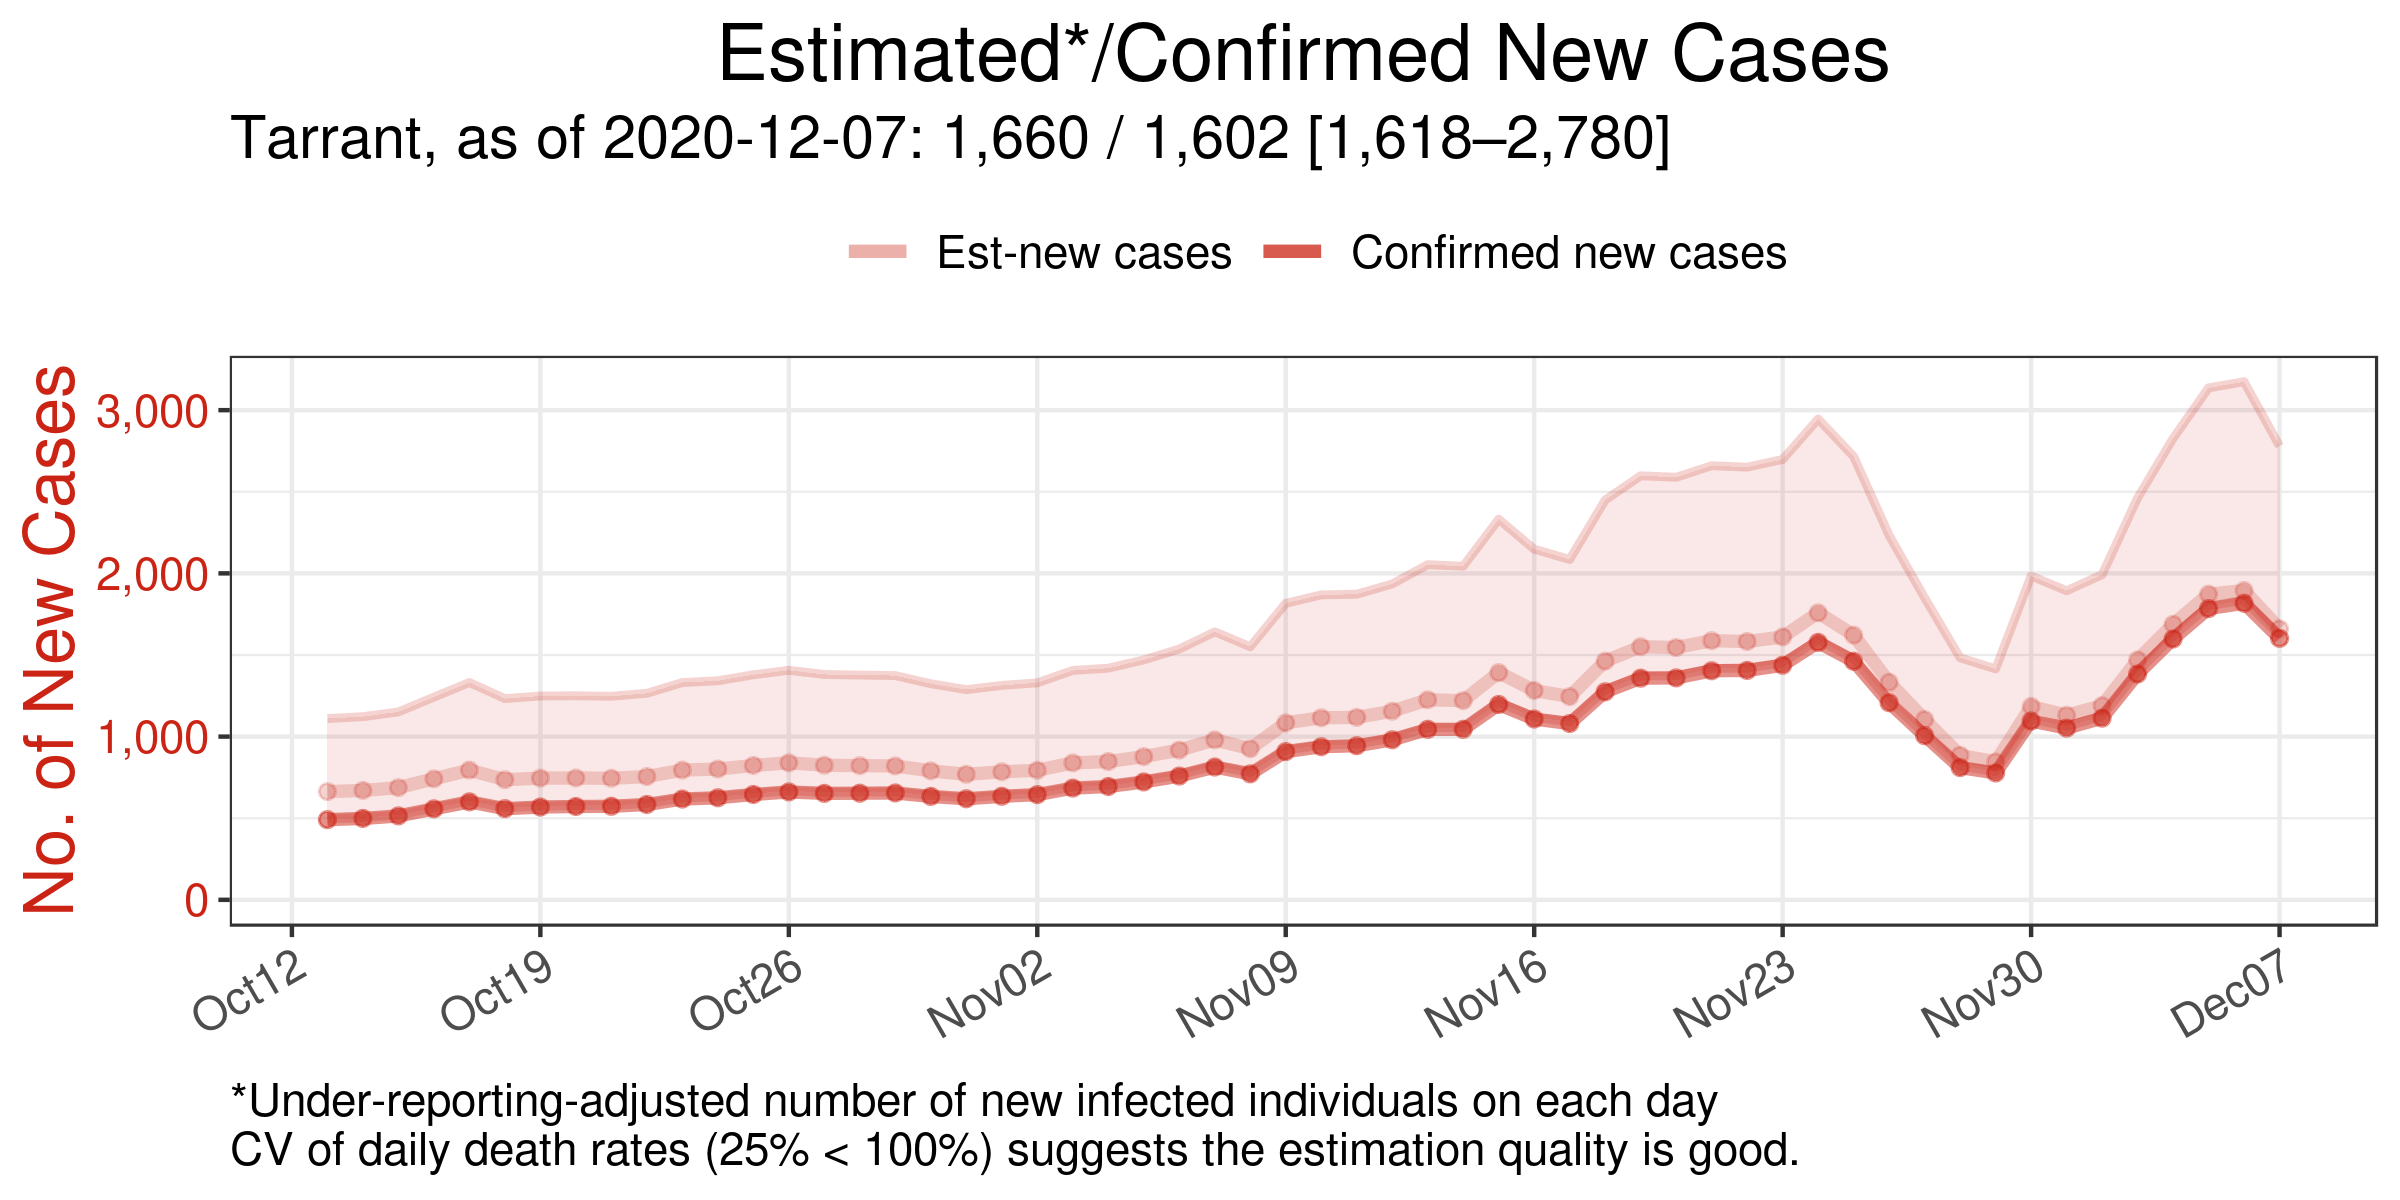 Estimated*/Confirmed New Cases
Tarrant, as of 2020-12-07: 1,660 / 1,602 [1,618–2,780]
Est-new cases Confirmed new cases
No. of New Cases
3,000
2,000
1,000
0
Oct12 Oct19 Oct26 Nov02 Nov09 Nov16 Nov23 Nov30 Dec07
*Under-reporting-adjusted number of new infected individuals on each day
CV of daily death rates (25% < 100%) suggests the estimation quality is good.